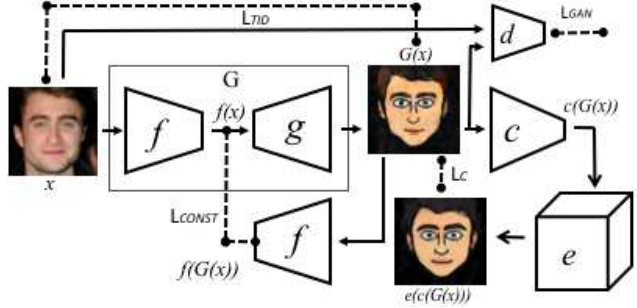 L_TID
L_GAN
d
G(x)
G
f
f(x)
g
c
c(G(x))
x
L_C
L_CONST
f
e
f(G(x))
e(c(G(x)))